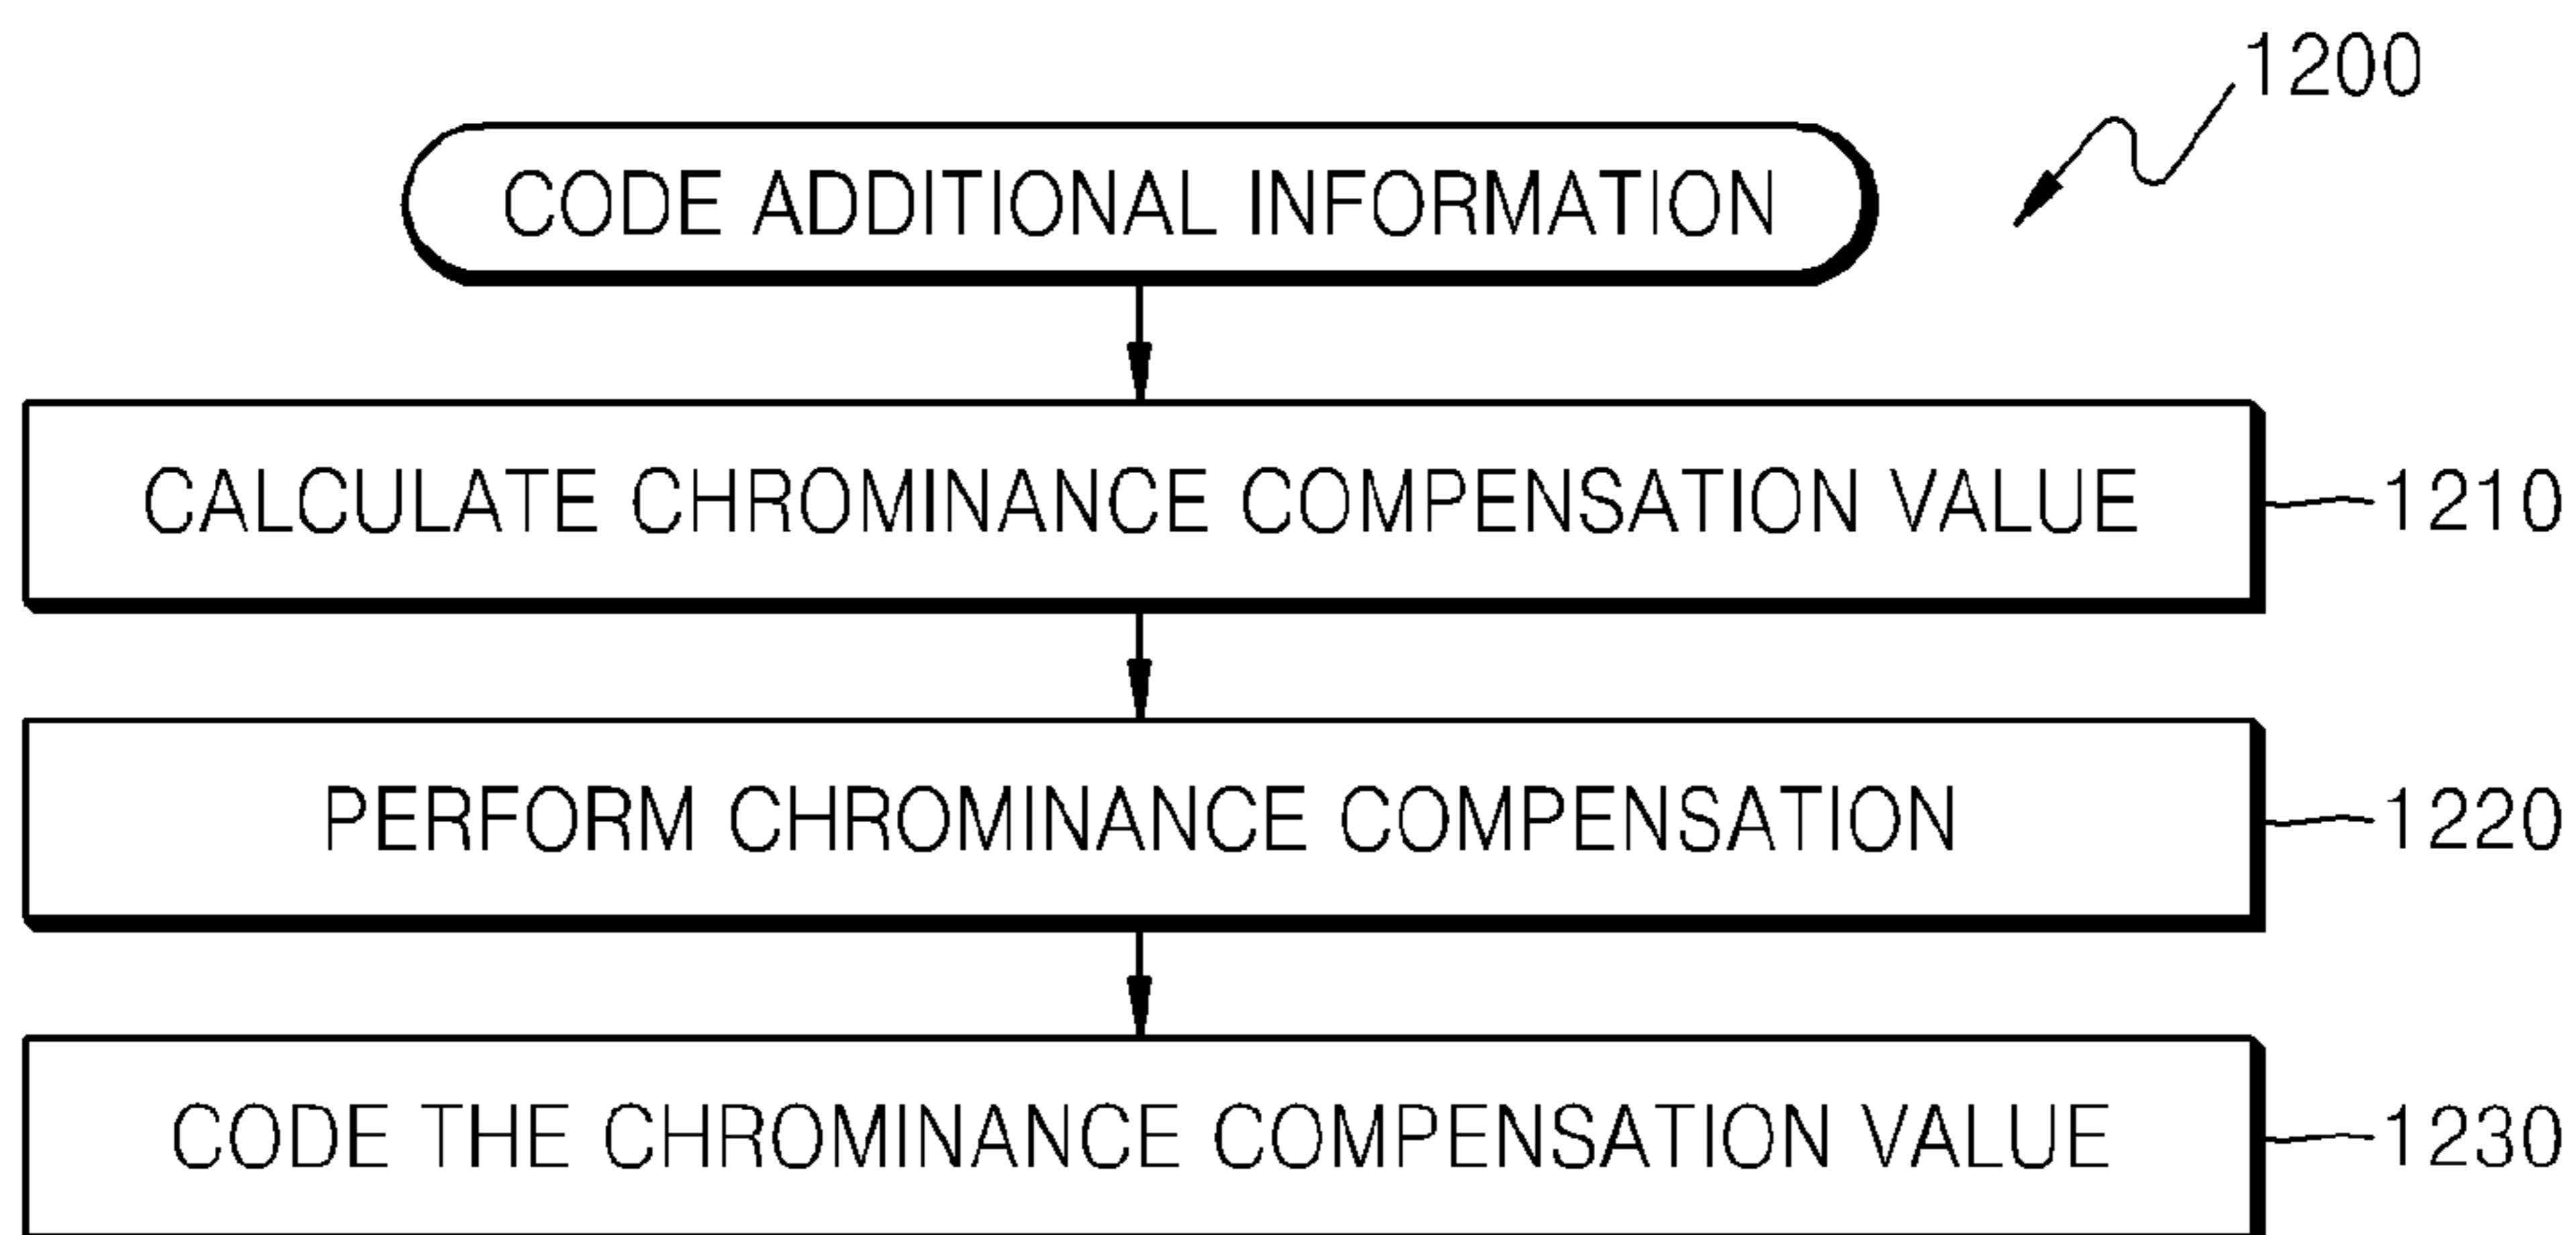 1200
CODE ADDITIONAL INFORMATION
CALCULATE CHROMINANCE COMPENSATION VALUE
1210
PERFORM CHROMINANCE COMPENSATION
1220
CODE THE CHROMINANCE COMPENSATION VALUE
1230